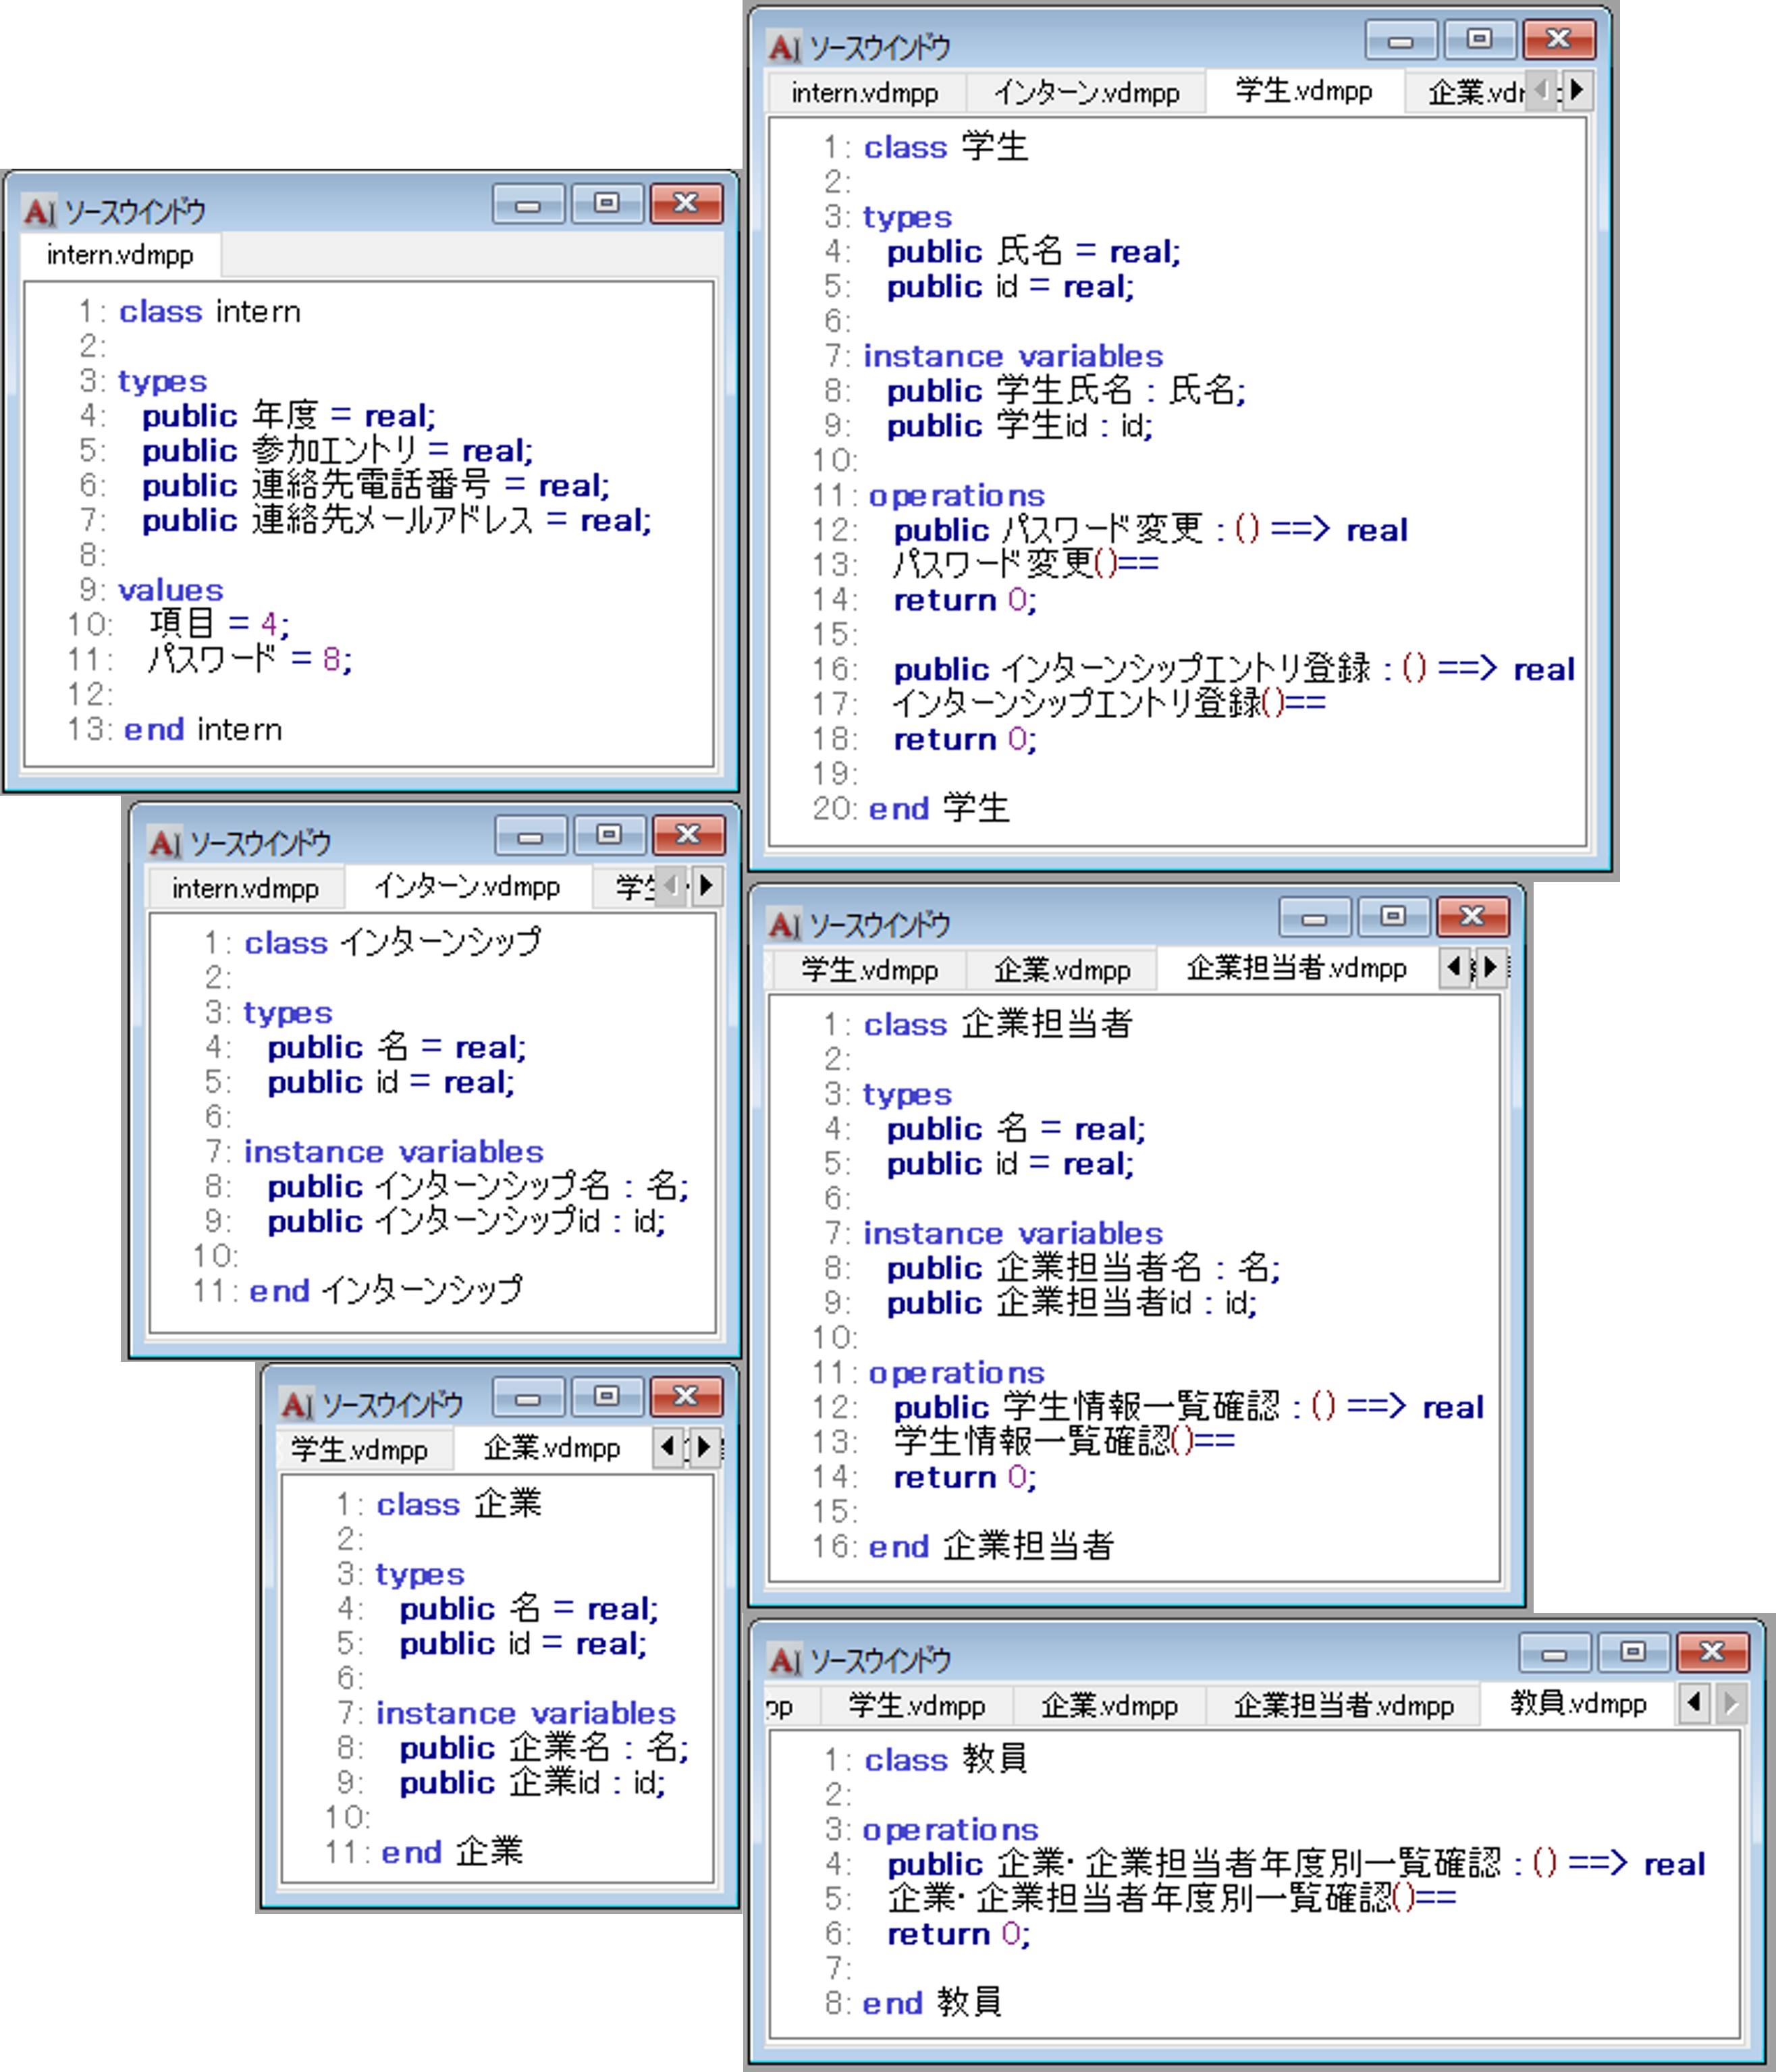 ソースウインドウ
intern.vdmpp
1: class intern
2:
3: types
4: public 年度 = real;
5: public 参加エントリ = real;
6: public 連絡先電話番号 = real;
7: public 連絡先メールアドレス = real;
8:
9: values
10: 項目 = 4;
11: パスワード = 8;
12:
13: end intern
ソースウインドウ
intern.vdmpp インターン.vdmpp 学生
1: class インターンシップ
2:
3: types
4: public 名 = real;
5: public id = real;
6:
7: instance variables
8: public インターンシップ名 : 名;
9: public インターンシップid : id;
10:
11: end インターンシップ
ソースウインドウ
学生.vdmpp 企業.vdmpp
1: class 企業
2:
3: types
4: public 名 = real;
5: public id = real;
6:
7: instance variables
8: public 企業名 : 名;
9: public 企業id : id;
10:
11: end 企業
ソースウインドウ
intern.vdmpp インターン.vdmpp 学生.vdmpp 企業.vdm
1: class 学生
2:
3: types
4: public 氏名 = real;
5: public id = real;
6:
7: instance variables
8: public 学生氏名 : 氏名;
9: public 学生id : id;
10:
11: operations
12: public パスワード変更 : () ==> real
13: パスワード変更()==
14: return 0;
15:
16: public インターンシップエントリ登録 : () ==> real
17: インターンシップエントリ登録()==
18: return 0;
19:
20: end 学生
ソースウインドウ
学生.vdmpp 企業.vdmpp 企業担当者.vdmpp
1: class 企業担当者
2:
3: types
4: public 名 = real;
5: public id = real;
6:
7: instance variables
8: public 企業担当者名 : 名;
9: public 企業担当者id : id;
10:
11: operations
12: public 学生情報一覧確認 : () ==> real
13: 学生情報一覧確認()==
14: return 0;
15:
16: end 企業担当者
ソースウインドウ
pp 学生.vdmpp 企業.vdmpp 企業担当者.vdmpp 教員.vdmpp
1: class 教員
2:
3: operations
4: public 企業・企業担当者年度別一覧確認 : () ==> real
5: 企業・企業担当者年度別一覧確認()==
6: return 0;
7:
8: end 教員